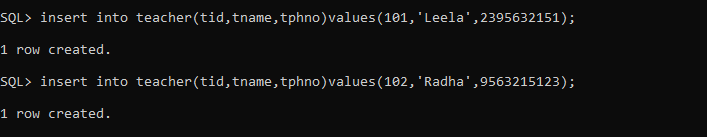 SQL> insert into teacher(tid,tname,tphno)values(101,'Leela',2395632151);
1 row created.
SQL> insert into teacher(tid,tname,tphno)values(102,'Radha',9563215123);
1 row created.